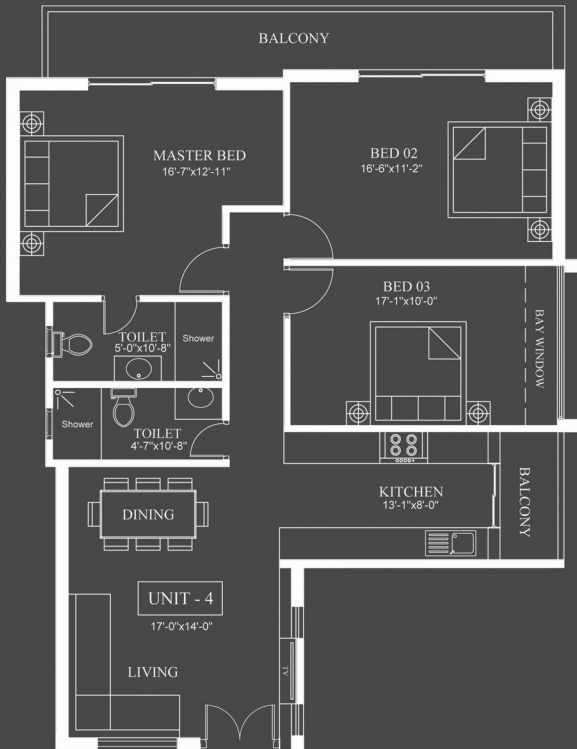 BALCONY
MASTER BED
16'-7"x12'-11"
BED 02
16'-6"x11'-2"
BED 03
17'-1"x10'-0"
BAY WINDOW
TOILET
5'-0"x10'-8"
Shower
Shower
TOILET
4'-7"x10'-8"
KITCHEN
13'-1"x8'-0"
BALCONY
DINING
UNIT - 4
17'-0"x14'-0"
LIVING
TV